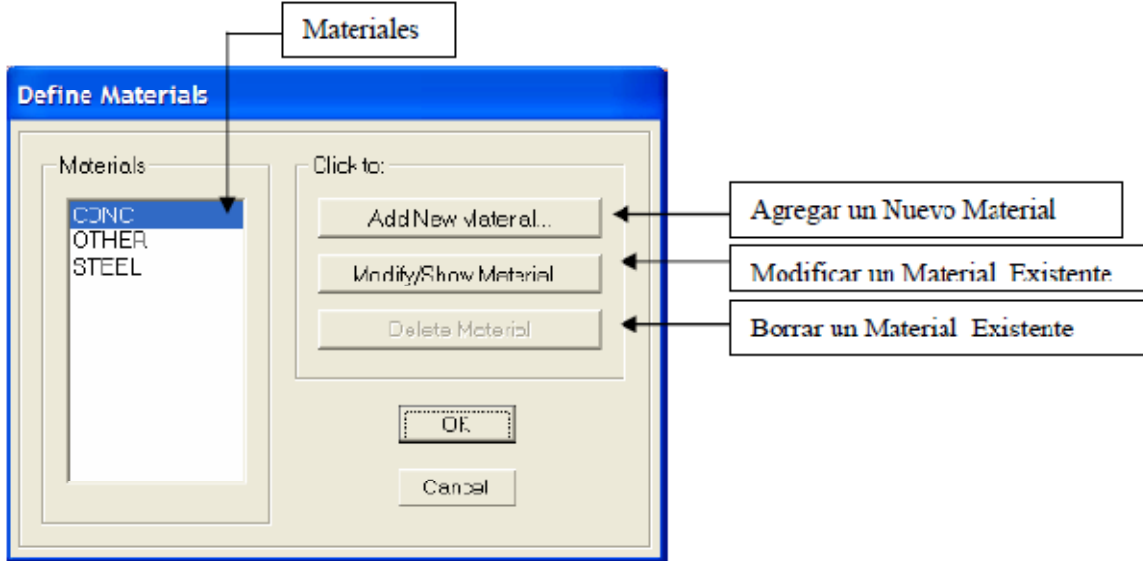 Materiales
Define Materials
Materials
Click to:
CONC
OTHER
STEEL
Add New Material...
Modify/Show Material
Delete Material
OK
Cancel
Agregar un Nuevo Material
Modificar un Material Existente
Borrar un Material Existente